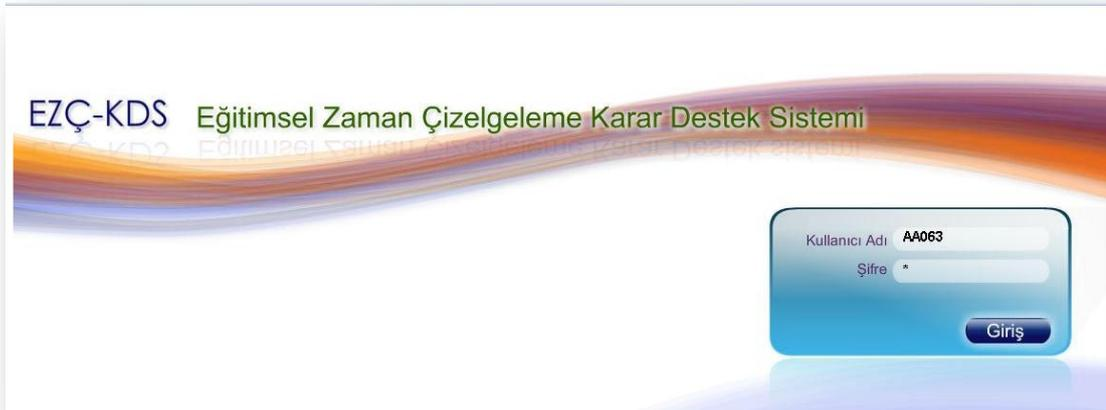 EZÇ-KDS Eğitimsel Zaman Çizelgeleme Karar Destek Sistemi
Kullanıcı Adı AA063
Şifre *
Giriş